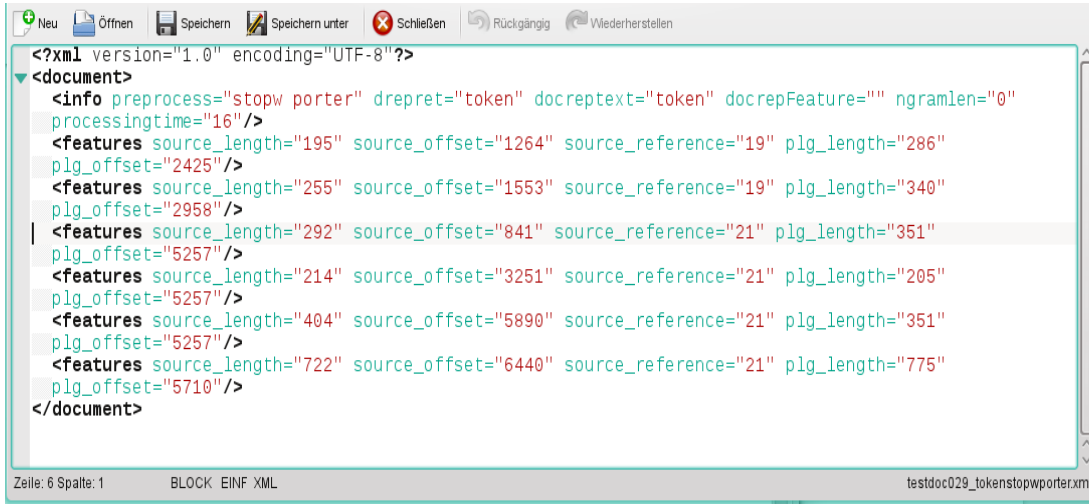 Neu Öffnen Speichern Speichern unter Schließen Rückgängig Wiederherstellen
<?xml version="1.0" encoding="UTF-8"?>
<document>
<info preprocess="stopw porter" drepret="token" docreptext="token" docrepFeature="" ngramlen="0"
processingtime="16"/>
<features source_length="195" source_offset="1264" source_reference="19" plg_length="286"
plg_offset="2425"/>
<features source_length="255" source_offset="1553" source_reference="19" plg_length="340"
plg_offset="2958"/>
<features source_length="292" source_offset="841" source_reference="21" plg_length="351"
plg_offset="5257"/>
<features source_length="214" source_offset="3251" source_reference="21" plg_length="205"
plg_offset="5257"/>
<features source_length="404" source_offset="5890" source_reference="21" plg_length="351"
plg_offset="5257"/>
<features source_length="722" source_offset="6440" source_reference="21" plg_length="775"
plg_offset="5710"/>
</document>
Zeile: 6 Spalte: 1 BLOCK EINF XML testdoc029_tokenstopwporter.xm